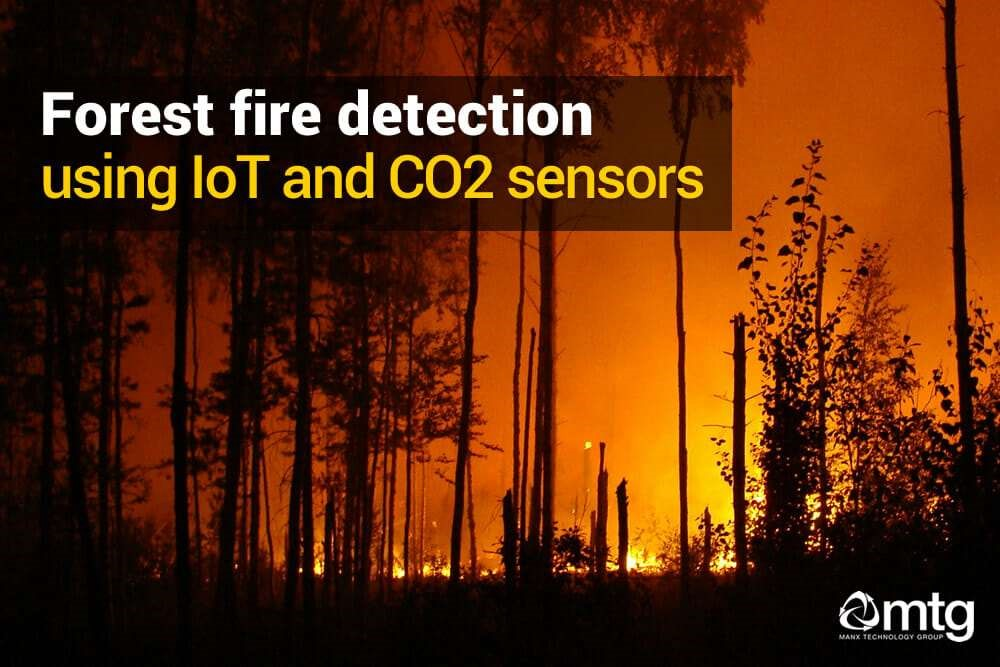 Forest fire detection
using IoT and CO2 sensors
mtg
MANX TECHNOLOGY GROUP